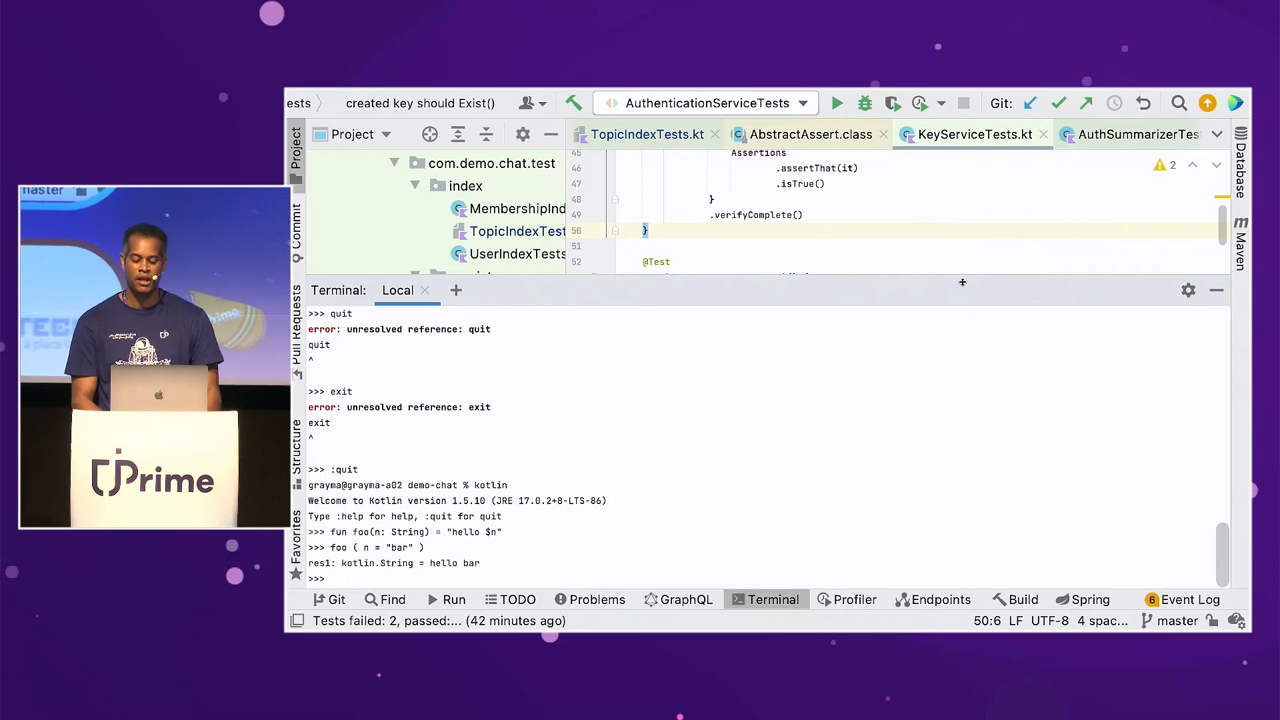 ests
created key should Exist()
AuthenticationServiceTests
Git:
Project
TopicIndexTests.kt
AbstractAssert.class
KeyServiceTests.kt
AuthSummarizerTes
Project
com.demo.chat.test
index
MembershipInd
TopicIndexTest
UserIndexTests
45 Assertions
46 .assertThat(it)
47 .isTrue()
48 }
49 .verifyComplete()
50 }
51
52 @Test
2
Database
Maven
Commit
Pull Requests
Structure
Favorites
Terminal: Local
>>> quit
error: unresolved reference: quit
quit
^
>>> exit
error: unresolved reference: exit
exit
^
>>> :quit
grayma@grayma-a02 demo-chat % kotlin
Welcome to Kotlin version 1.5.10 (JRE 17.0.2+8-LTS-86)
Type :help for help, :quit for quit
>>> fun foo(n: String) = "hello $n"
>>> foo ( n = "bar" )
res1: kotlin.String = hello bar
>>>
Git Find Run TODO Problems GraphQL Terminal Profiler Endpoints Build Spring 6 Event Log
Tests failed: 2, passed:... (42 minutes ago) 50:6 LF UTF-8 4 spac... master
master
TEC
a place t
Prime
jPrime